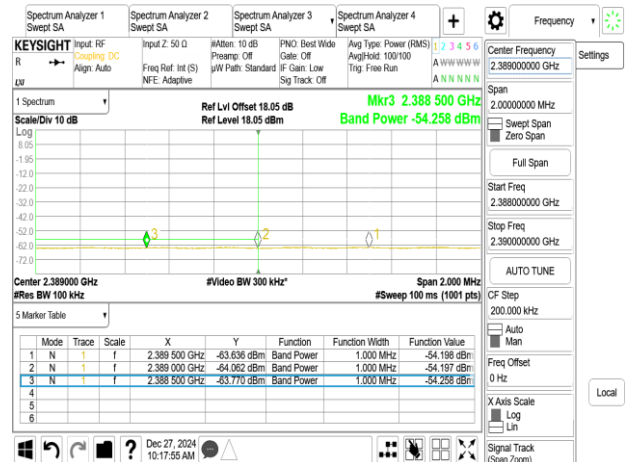 Spectrum Analyzer 1
Swept SA
Spectrum Analyzer 2
Swept SA
Spectrum Analyzer 3
Swept SA
Spectrum Analyzer 4
Swept SA
+
Frequency
KEYSIGHT
R
LXI
Input: RF
Coupling: DC
Align: Auto
Input Z: 50 Ω
Freq Ref: Int (S)
NFE: Adaptive
#Atten: 10 dB
Preamp: Off
µW Path: Standard
PNO: Best Wide
Gate: Off
IF Gain: Low
Sig Track: Off
Avg Type: Power (RMS)
Avg|Hold: 100/100
Trig: Free Run
1 2 3 4 5 6
A W W W W W
A N N N N N
1 Spectrum
Scale/Div 10 dB
Ref Lvl Offset 18.05 dB
Ref Level 18.05 dBm
Mkr3 2.388 500 GHz
Band Power -54.258 dBm
Log
8.05
-1.95
-12.0
-22.0
-32.0
-42.0
-52.0
-62.0
-72.0
3
2
1
Center 2.389000 GHz
#Res BW 100 kHz
#Video BW 300 kHz*
Span 2.000 MHz
#Sweep 100 ms (1001 pts)
5 Marker Table
Mode Trace Scale X Y Function Function Width Function Value
1 N 1 f 2.389 500 GHz -63.636 dBm Band Power 1.000 MHz -54.198 dBm
2 N 1 f 2.389 000 GHz -64.062 dBm Band Power 1.000 MHz -54.197 dBm
3 N 1 f 2.388 500 GHz -63.770 dBm Band Power 1.000 MHz -54.258 dBm
4
5
6
?
Dec 27, 2024
10:17:55 AM
Center Frequency
2.389000000 GHz
Settings
Span
2.00000000 MHz
Swept Span
Zero Span
Full Span
Start Freq
2.388000000 GHz
Stop Freq
2.390000000 GHz
AUTO TUNE
CF Step
200.000 kHz
Auto
Man
Freq Offset
0 Hz
X Axis Scale
Log
Lin
Local
Signal Track
(Span Zoom)